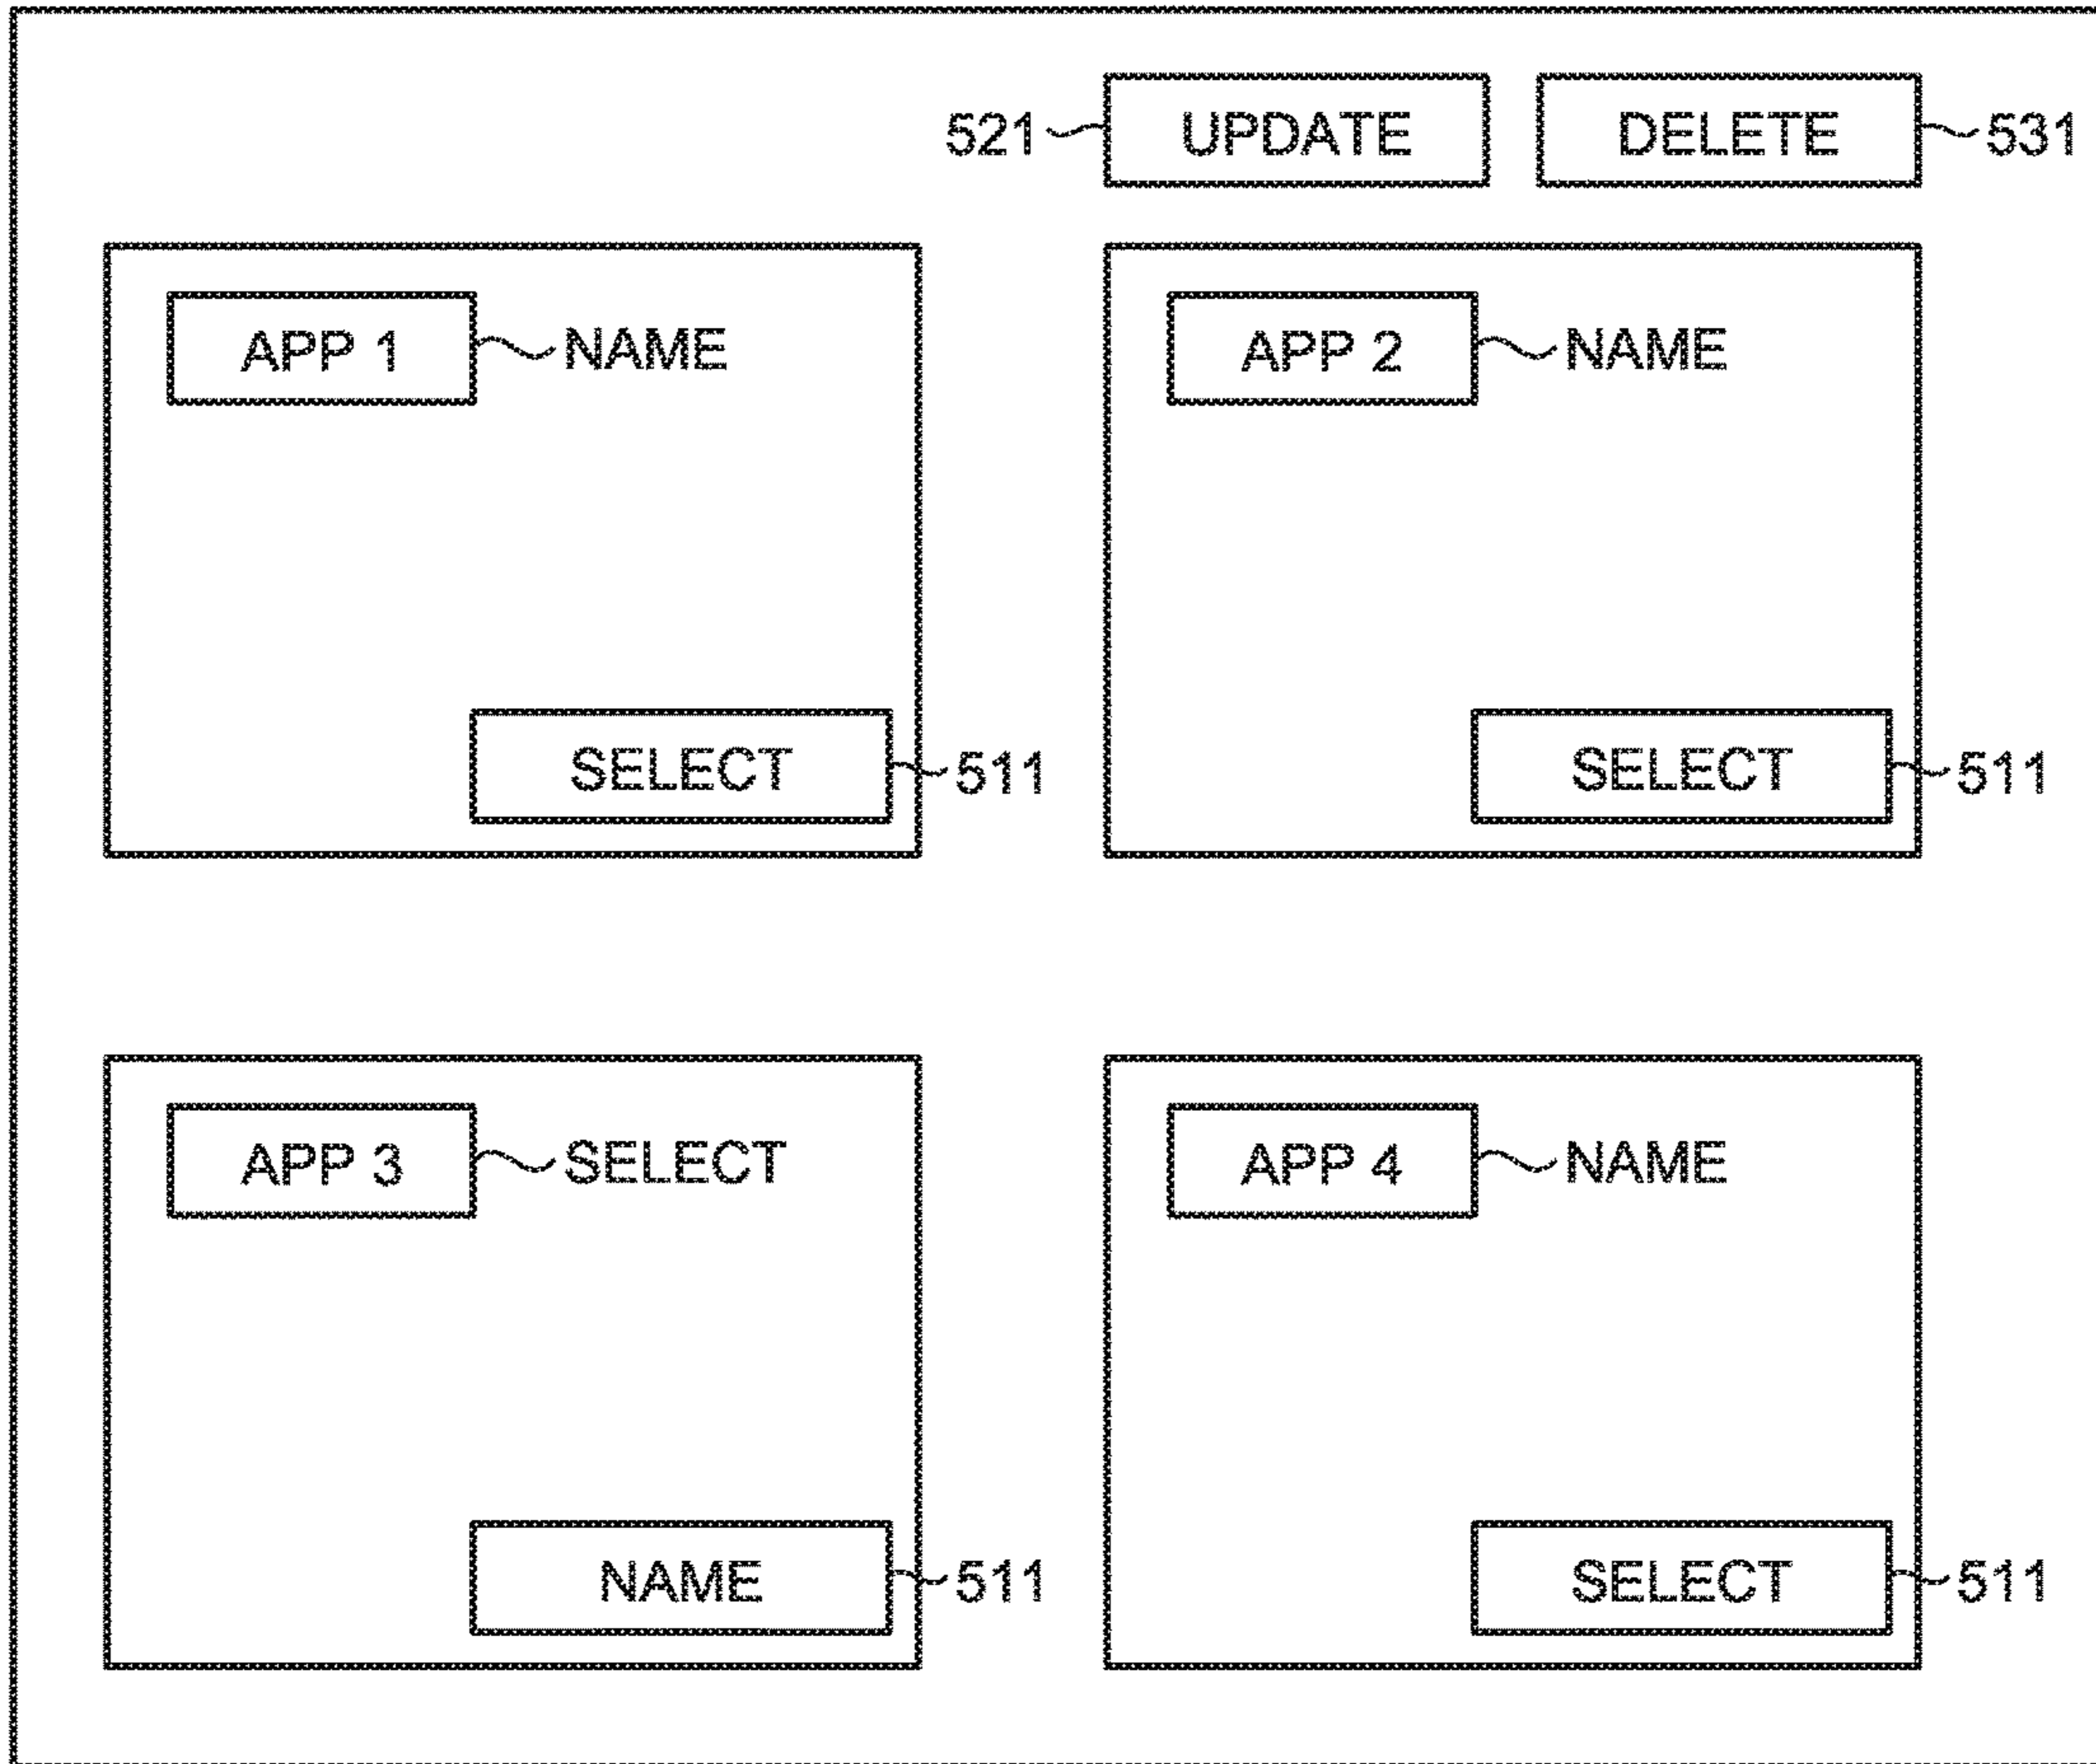 521 UPDATE DELETE 531
APP 1 NAME
APP 2 NAME
SELECT 511
SELECT 511
APP 3 SELECT
APP 4 NAME
NAME 511
SELECT 511